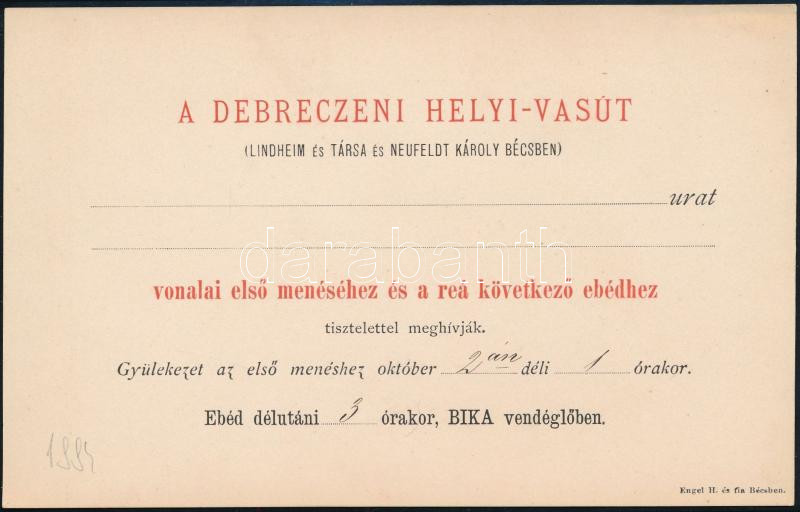 A DEBRECZENI HELYI-VASÚT
(LINDHEIM és TÁRSA és NEUFELDT KÁROLY BÉCSBEN)
urat
darabanth
vonalai első menéséhez és a reá következő ebédhez
tisztelettel meghívják.
Gyülekezet az első menéshez október 2án déli 1 órakor.
Ebéd délutáni 3 órakor, BIKA vendéglőben.
1884
Engel H. és fia Bécsben.